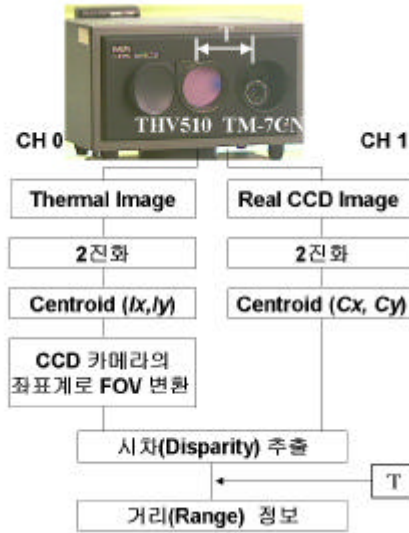 T
THV510 TM-7CN
CH 0
CH 1
Thermal Image
Real CCD Image
2진화
2진화
Centroid (Ix,Iy)
Centroid (Cx, Cy)
CCD 카메라의
좌표계로 FOV 변환
시차(Disparity) 추출
T
거리(Range) 정보